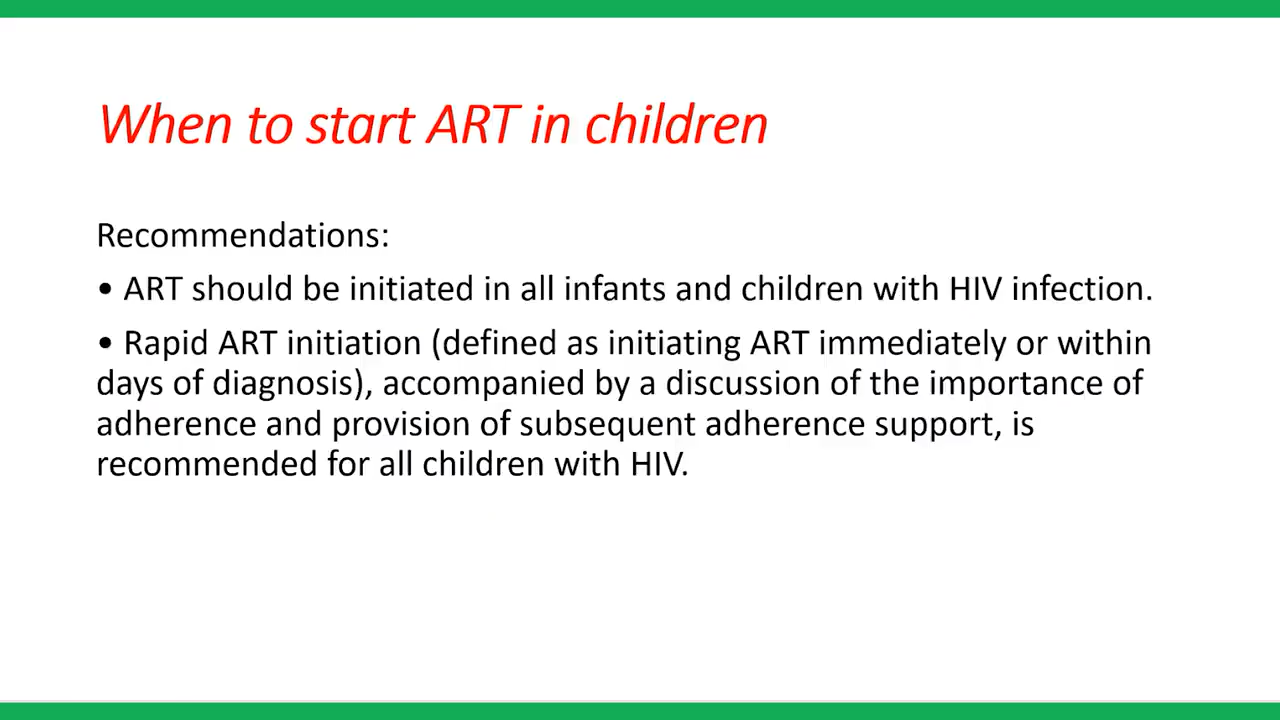 When to start ART in children
Recommendations:
• ART should be initiated in all infants and children with HIV infection.
• Rapid ART initiation (defined as initiating ART immediately or within
days of diagnosis), accompanied by a discussion of the importance of
adherence and provision of subsequent adherence support, is
recommended for all children with HIV.